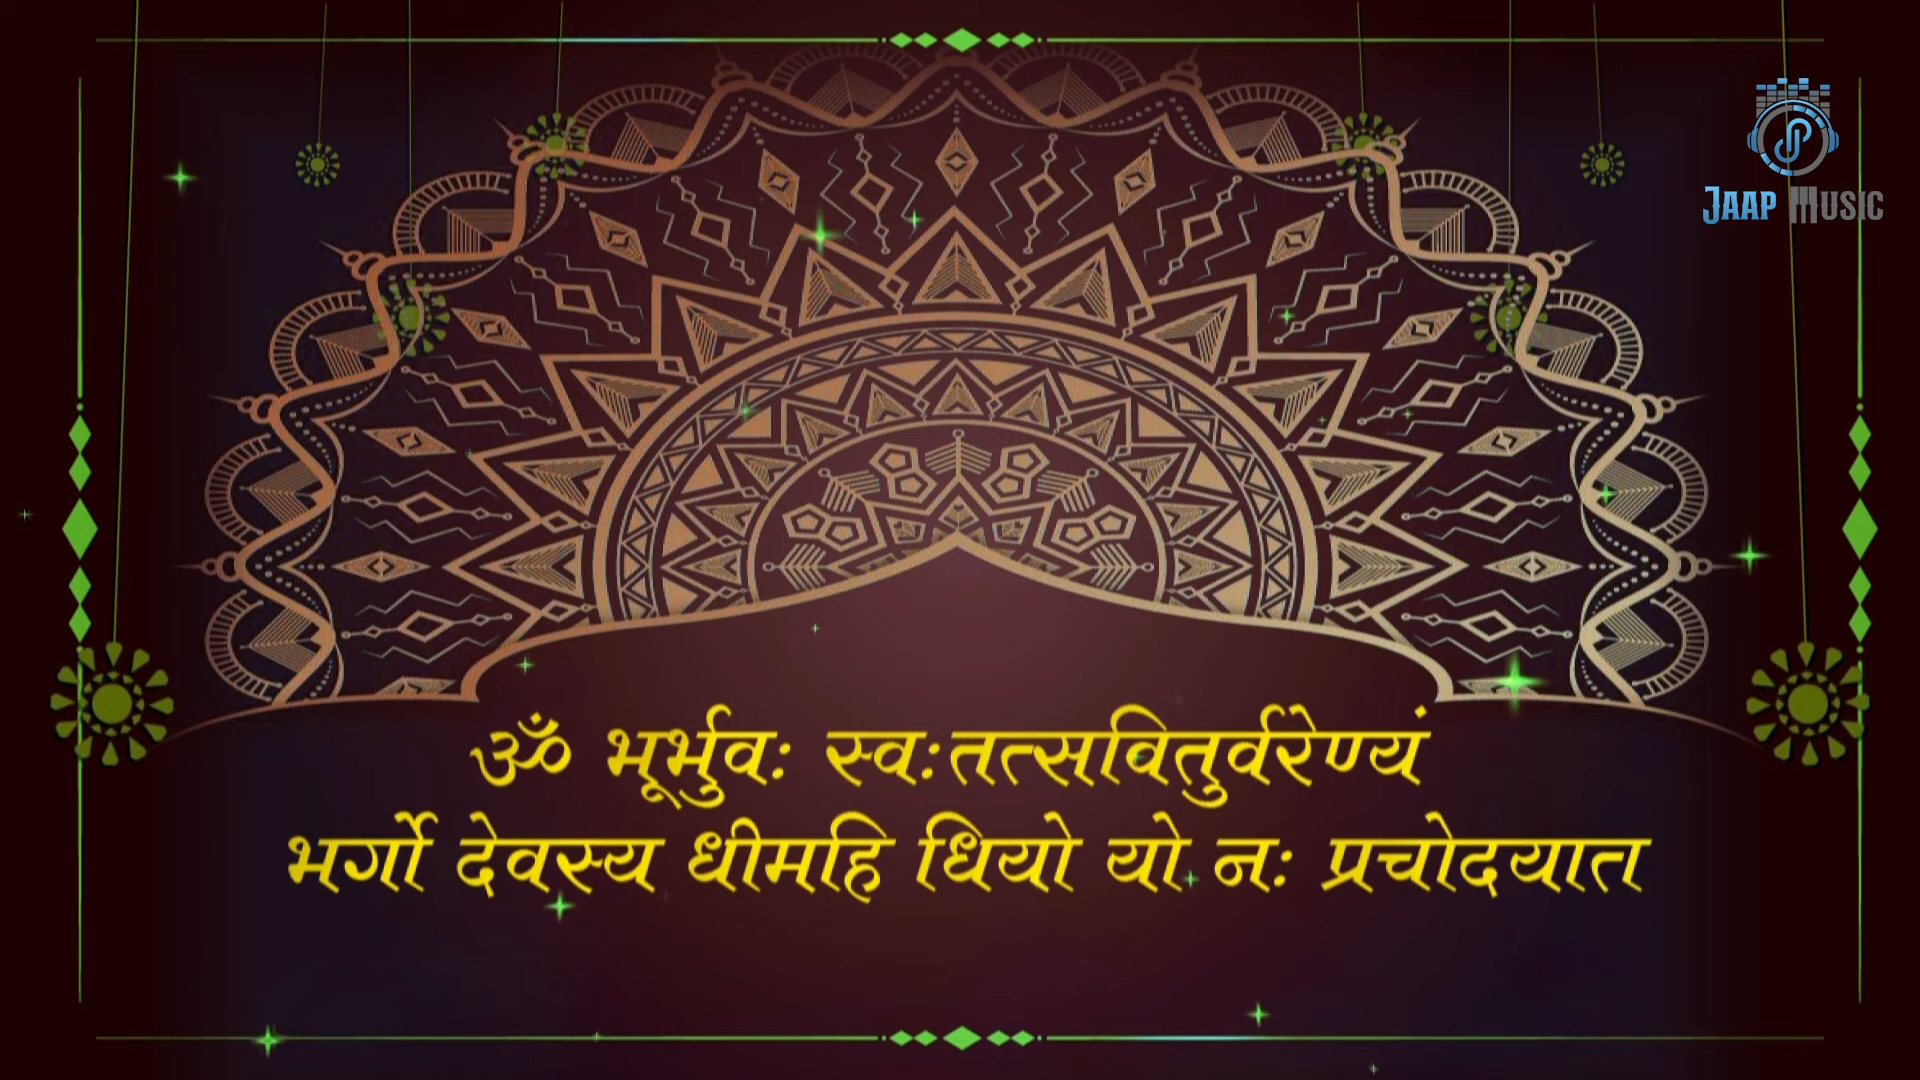 JAAP MUSIC
ॐ भूर्भुवः स्वःतत्सवितुर्वरेण्यं
भर्गो देवस्य धीमहि धियो यो नः प्रचोदयात